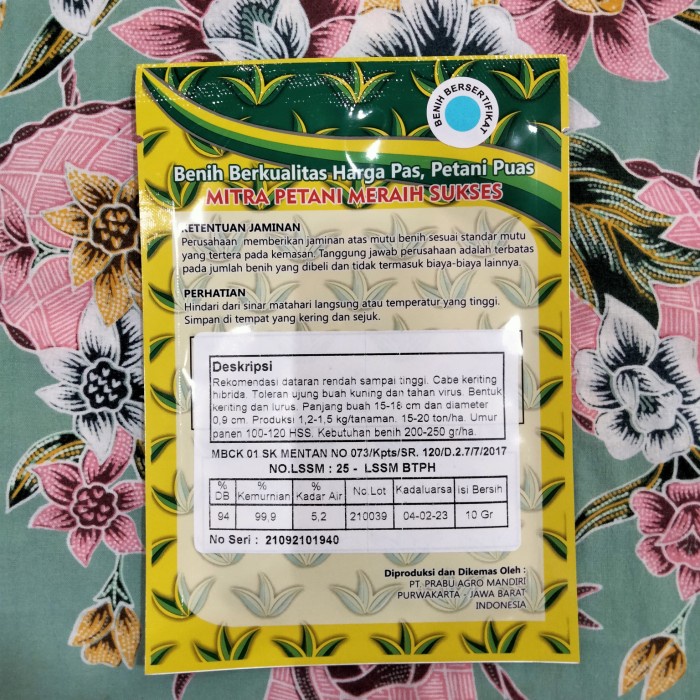 BENIH BERSERTIFIKAT
Benih Berkualitas Harga Pas, Petani Puas
MITRA PETANI MERAIH SUKSES
KETENTUAN JAMINAN
Perusahaan memberikan jaminan atas mutu benih sesuai standar mutu
yang tertera pada kemasan. Tanggung jawab perusahaan adalah terbatas
pada jumlah benih yang dibeli dan tidak termasuk biaya-biaya lainnya.
PERHATIAN
Hindari dari sinar matahari langsung atau temperatur yang tinggi.
Simpan di tempat yang kering dan sejuk.
Deskripsi
Rekomendasi dataran rendah sampai tinggi. Cabe keriting
hibrida. Toleran ujung buah kuning dan tahan virus. Bentuk
keriting dan lurus. Panjang buah 15-16 cm dan diameter
0,9 cm. Produksi 1,2-1,5 kg/tanaman. 15-20 ton/ha. Umur
panen 100-120 HSS. Kebutuhan benih 200-250 gr/ha.
MBCK 01 SK MENTAN NO 073/Kpts/SR. 120/D.2.7/7/2017
NO.LSSM : 25 - LSSM BTPH
% DB % Kemurnian % Kadar Air No Lot Kadaluarsa isi Bersih
94 99,9 5,2 210039 04-02-23 10 Gr
No Seri : 21092101940
Diproduksi dan Dikemas Oleh :
PT. PRABU AGRO MANDIRI
PURWAKARTA - JAWA BARAT
INDONESIA